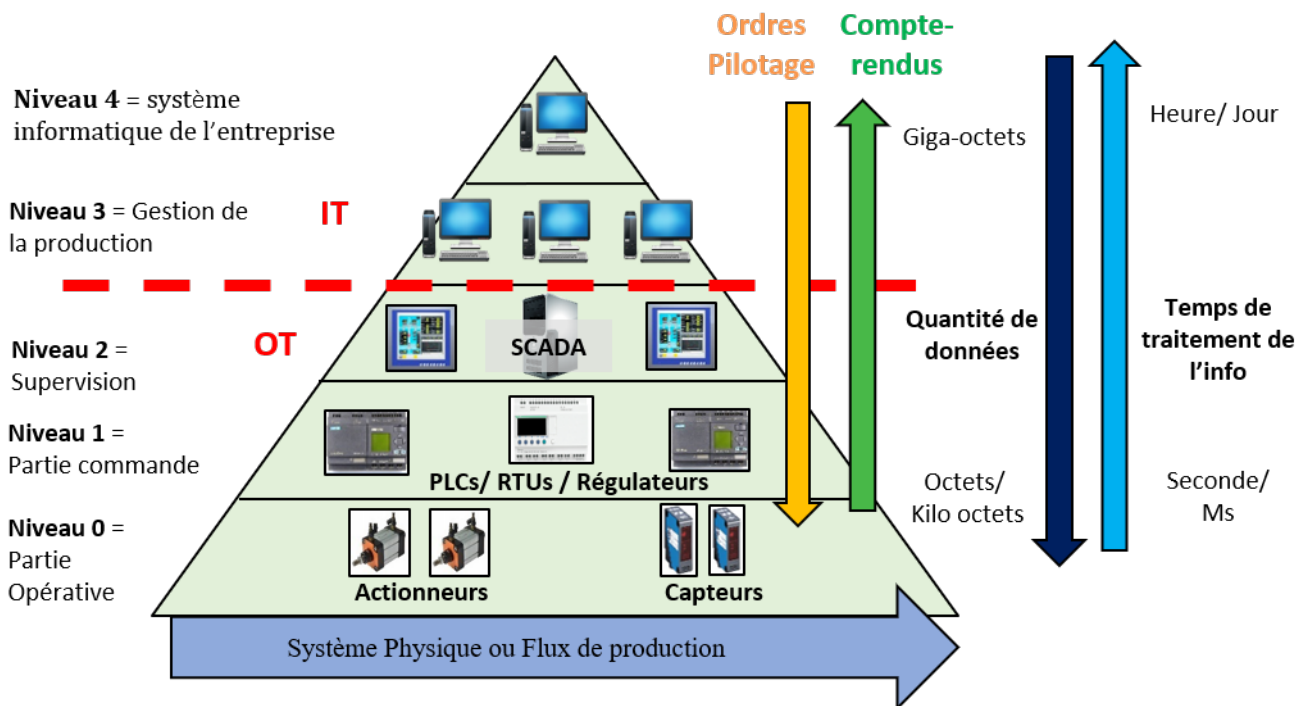 Ordres
Pilotage
Compte-
rendus
Niveau 4 = système
informatique de l'entreprise
Giga-octets
Heure/ Jour
Niveau 3 = Gestion de
la production
IT
OT
Niveau 2 =
Supervision
SCADA
Quantité de
données
Temps de
traitement de
l'info
Niveau 1 =
Partie commande
PLCs/ RTUs / Régulateurs
Octets/
Kilo octets
Seconde/
Ms
Niveau 0 =
Partie
Opérative
Actionneurs
Capteurs
Système Physique ou Flux de production